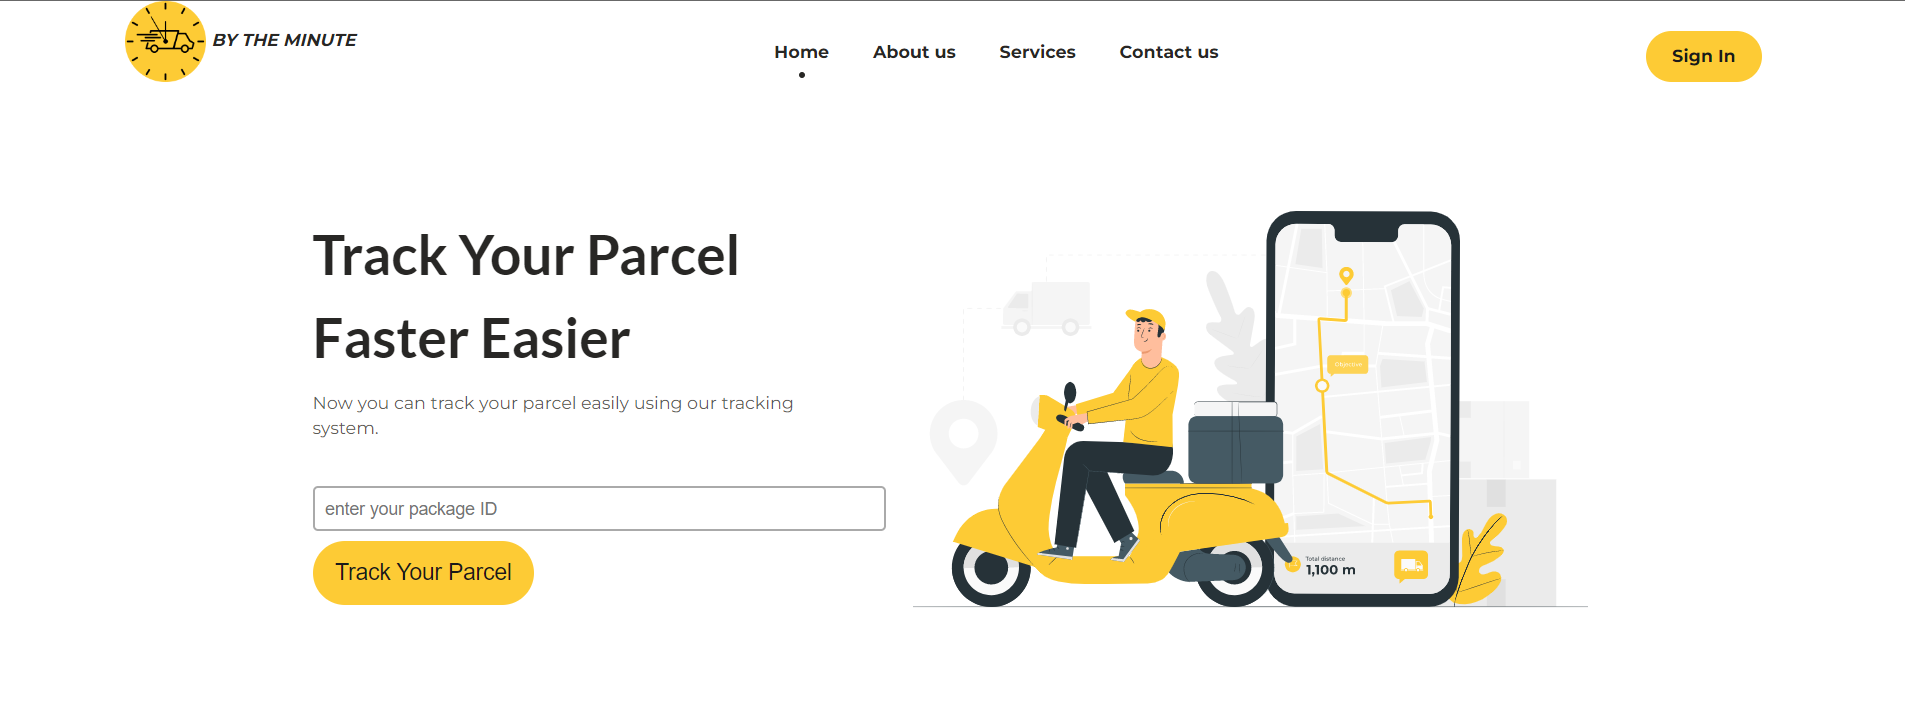 BY THE MINUTE
Home About us Services Contact us
Sign In
Track Your Parcel
Faster Easier
Now you can track your parcel easily using our tracking
system.
enter your package ID
Track Your Parcel
Objective
Total distance
1,100 m